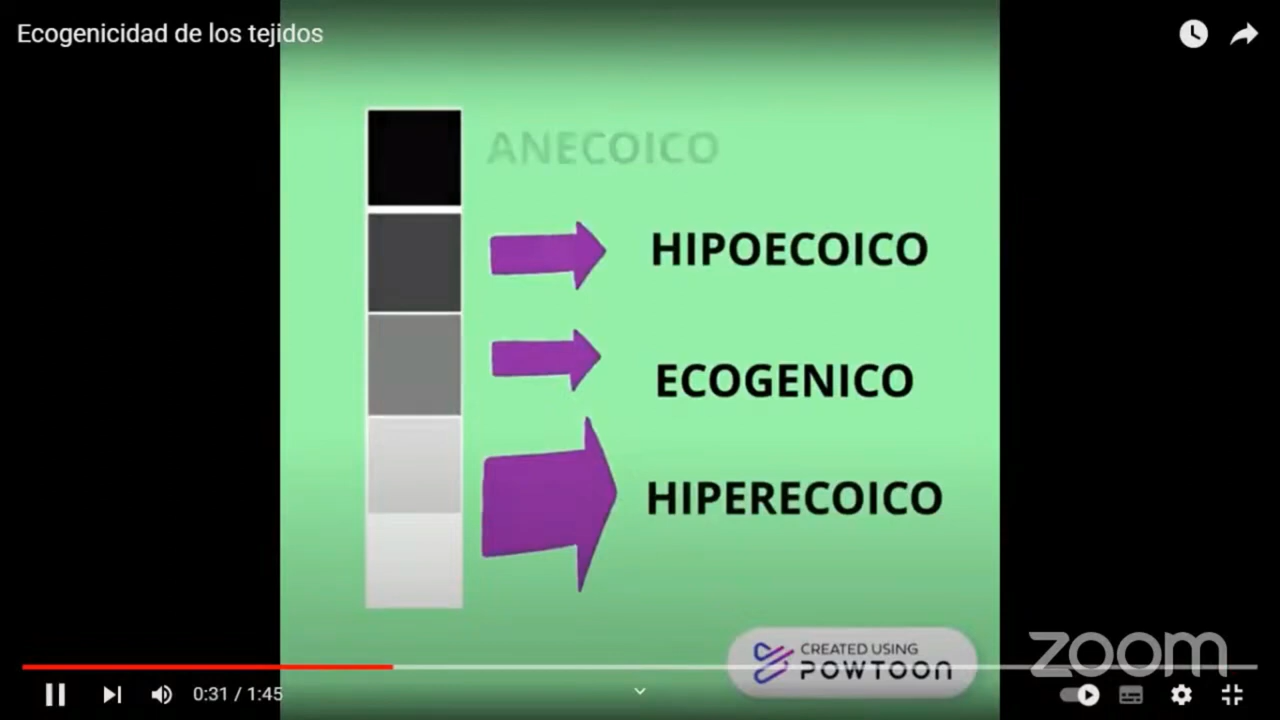 Ecogenicidad de los tejidos
ANECOICO
HIPOECOICO
ECOGENICO
HIPERECOICO
CREATED USING
POWTOON
zoom
0:31 / 1:45